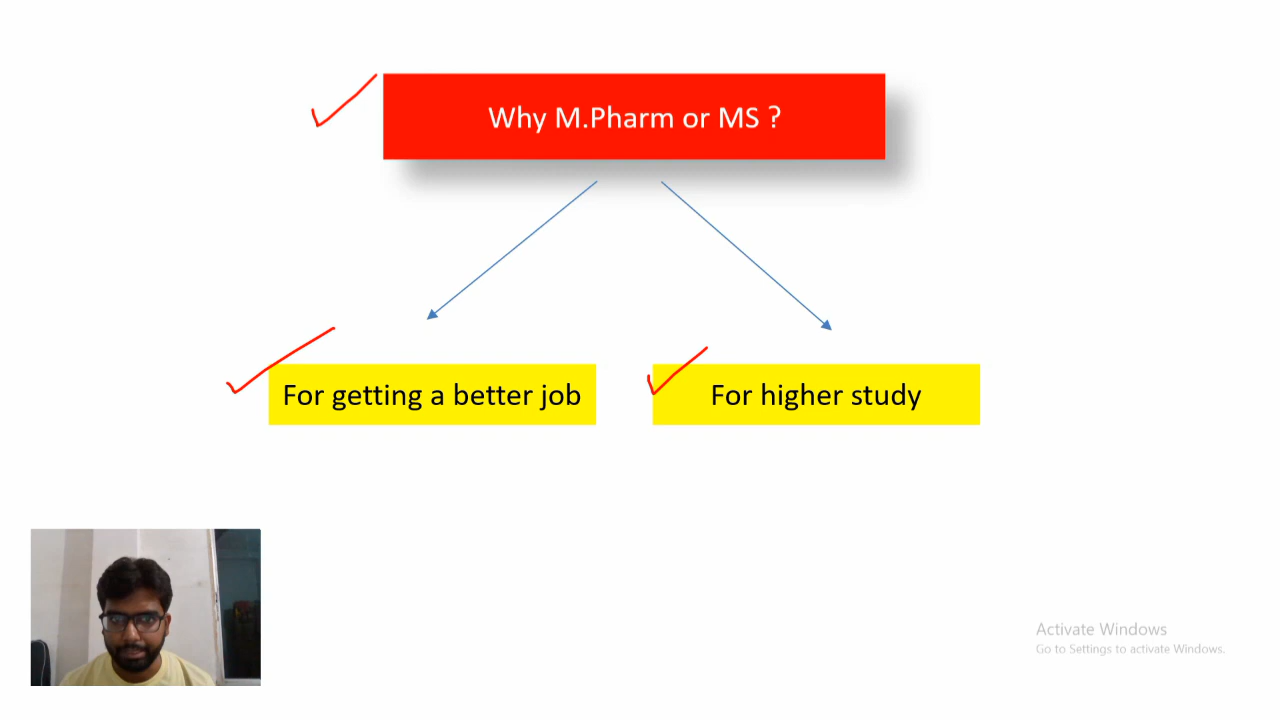 Why M.Pharm or MS ?
For getting a better job
For higher study
Activate Windows
Go to Settings to activate Windows.